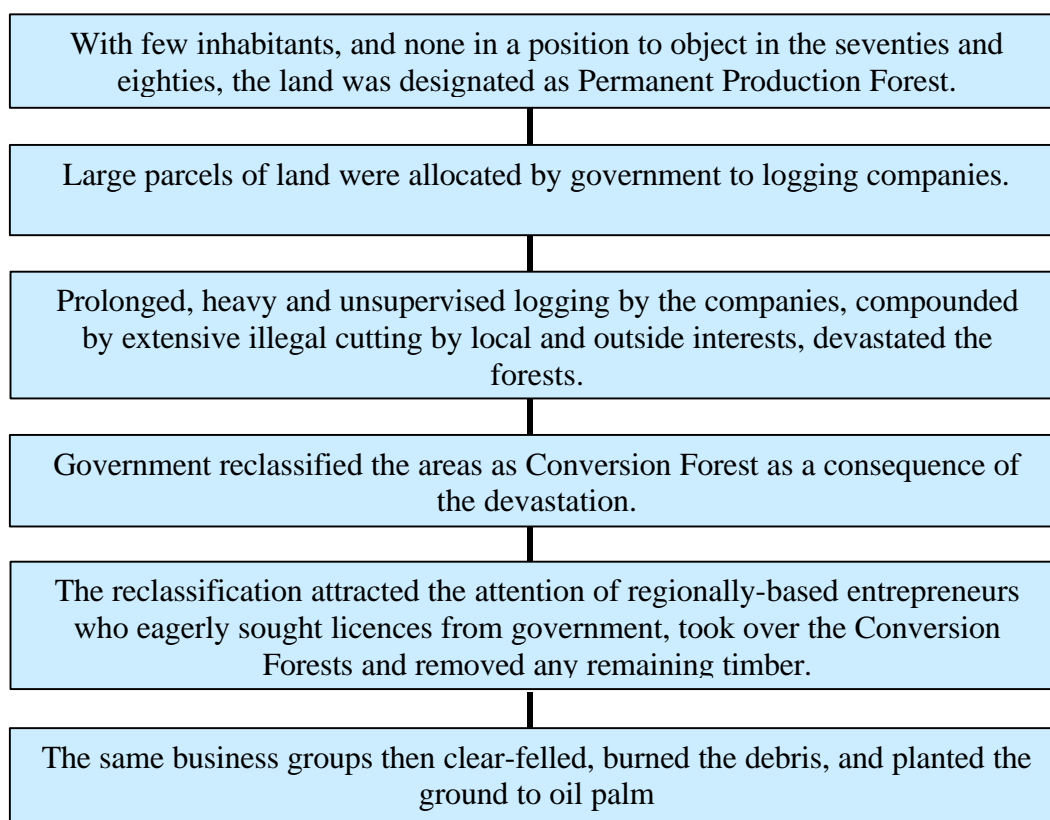 With few inhabitants, and none in a position to object in the seventies and
eighties, the land was designated as Permanent Production Forest.
Large parcels of land were allocated by government to logging companies.
Prolonged, heavy and unsupervised logging by the companies, compounded
by extensive illegal cutting by local and outside interests, devastated the
forests.
Government reclassified the areas as Conversion Forest as a consequence of
the devastation.
The reclassification attracted the attention of regionally-based entrepreneurs
who eagerly sought licences from government, took over the Conversion
Forests and removed any remaining timber.
The same business groups then clear-felled, burned the debris, and planted the
ground to oil palm